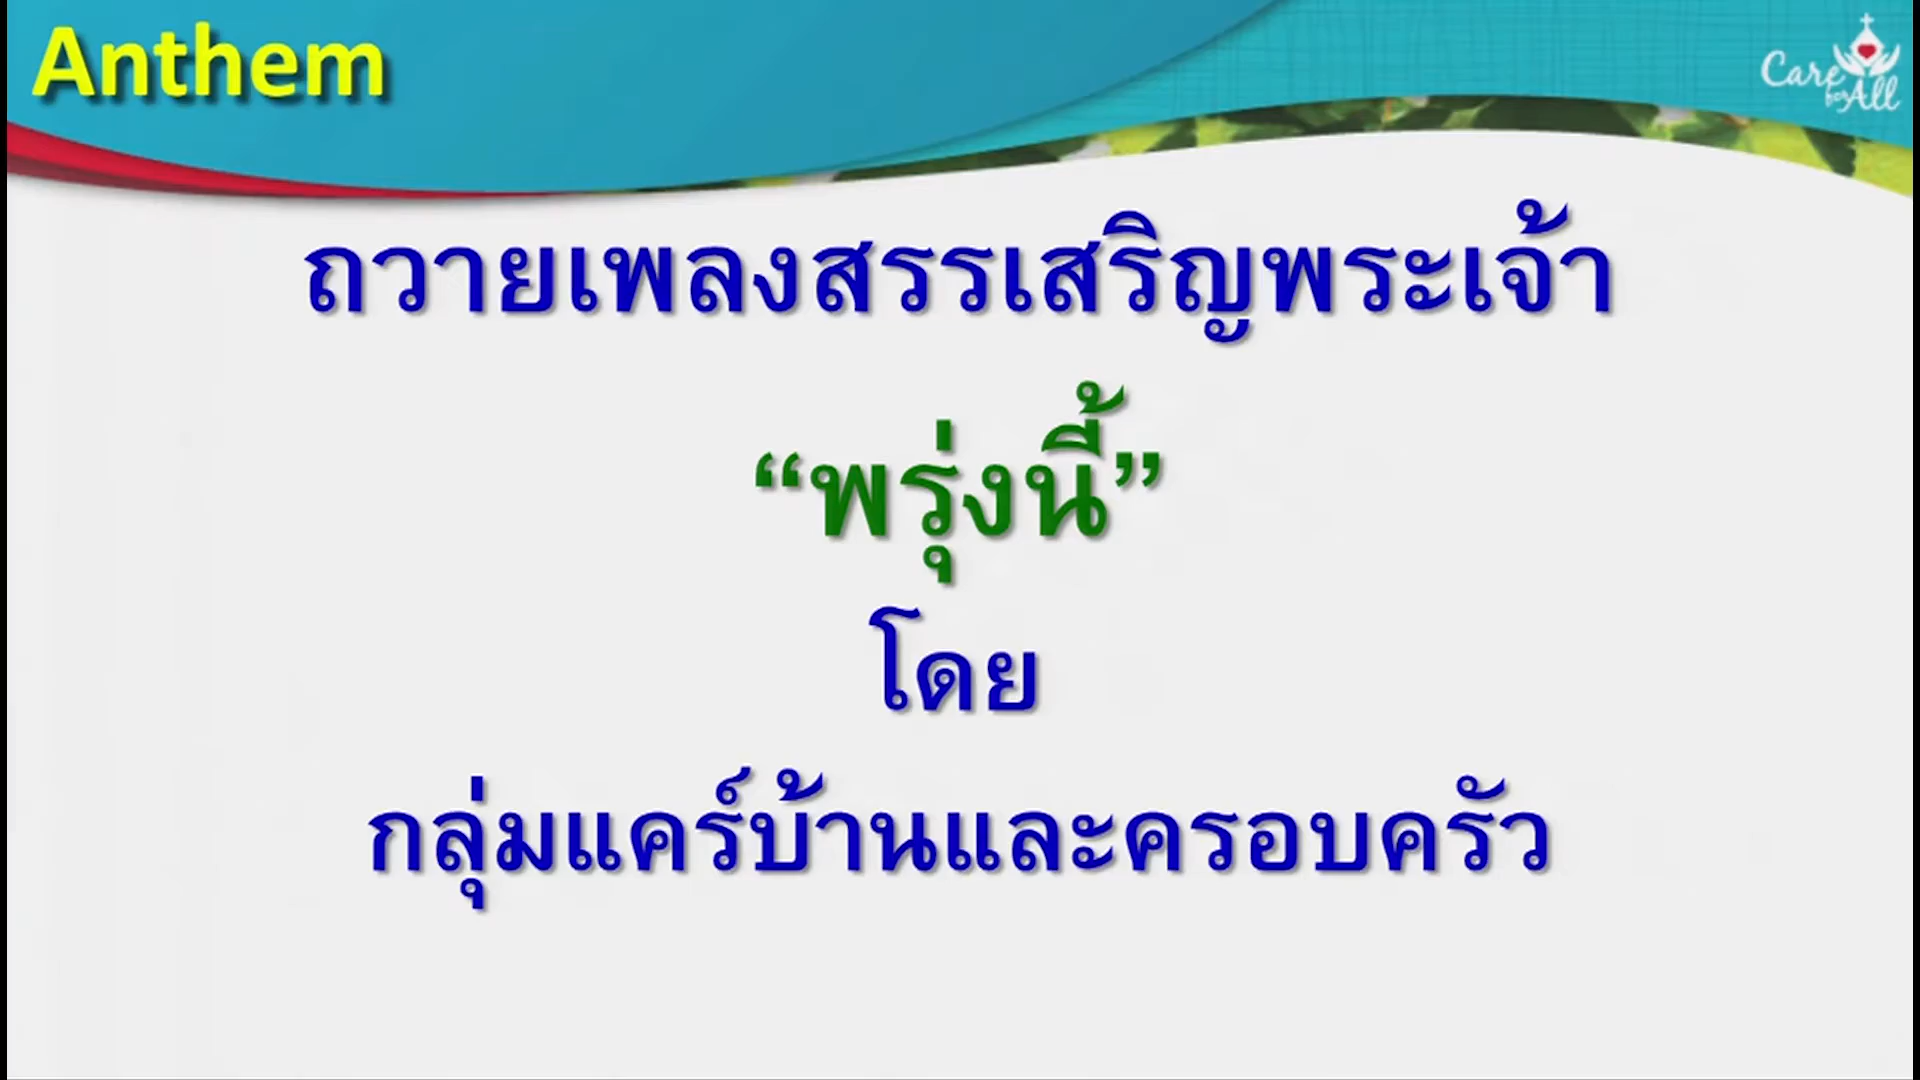 Anthem
Care for All
ถวายเพลงสรรเสริญพระเจ้า
“พรุ่งนี้”
โดย
กลุ่มแคร์บ้านและครอบครัว